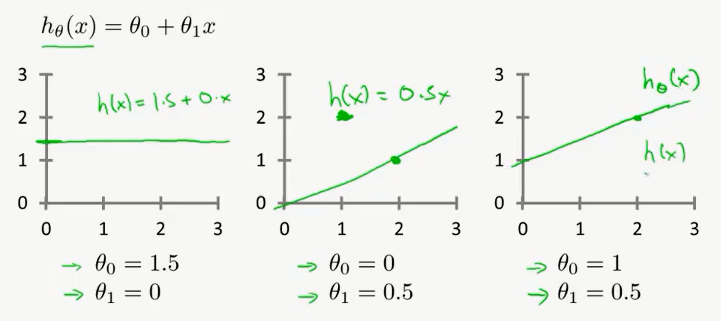 hθ(x) = θ0 + θ1x
3
2
1
0
0 1 2 3
h(x) = 1.5 + 0·x
→ θ0 = 1.5
→ θ1 = 0
3
2
1
0
0 1 2 3
h(x) = 0.5x
→ θ0 = 0
→ θ1 = 0.5
3
2
1
0
0 1 2 3
hθ(x)
h(x)
→ θ0 = 1
→ θ1 = 0.5